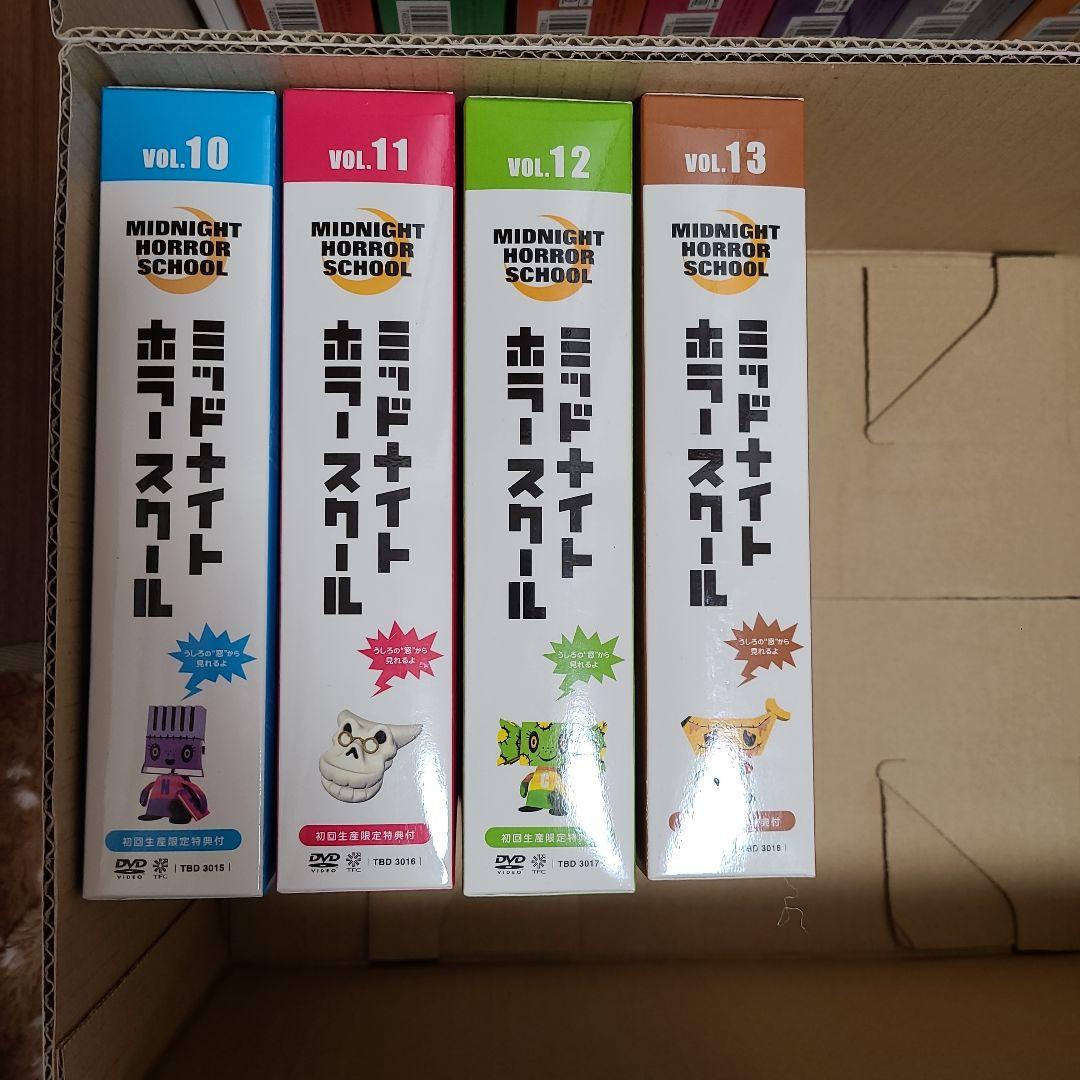 VOL.10
MIDNIGHT
HORROR
SCHOOL
ミッドナイト
ホラースクール
うしろの"窓"から
見れるよ
N
初回生産限定特典付
DVD
VIDEO
TFC
TBD 3015
VOL.11
MIDNIGHT
HORROR
SCHOOL
ミッドナイト
ホラースクール
うしろの"窓"から
見れるよ
初回生産限定特典付
DVD
VIDEO
TFC
TBD 3016
VOL.12
MIDNIGHT
HORROR
SCHOOL
ミッドナイト
ホラースクール
うしろの"窓"から
見れるよ
C
初回生産限定特
DVD
VIDEO
TFC
TBD 3017
VOL.13
MIDNIGHT
HORROR
SCHOOL
ミッドナイト
ホラースクール
うしろの"窓"から
見れるよ
典付
TBD 3018